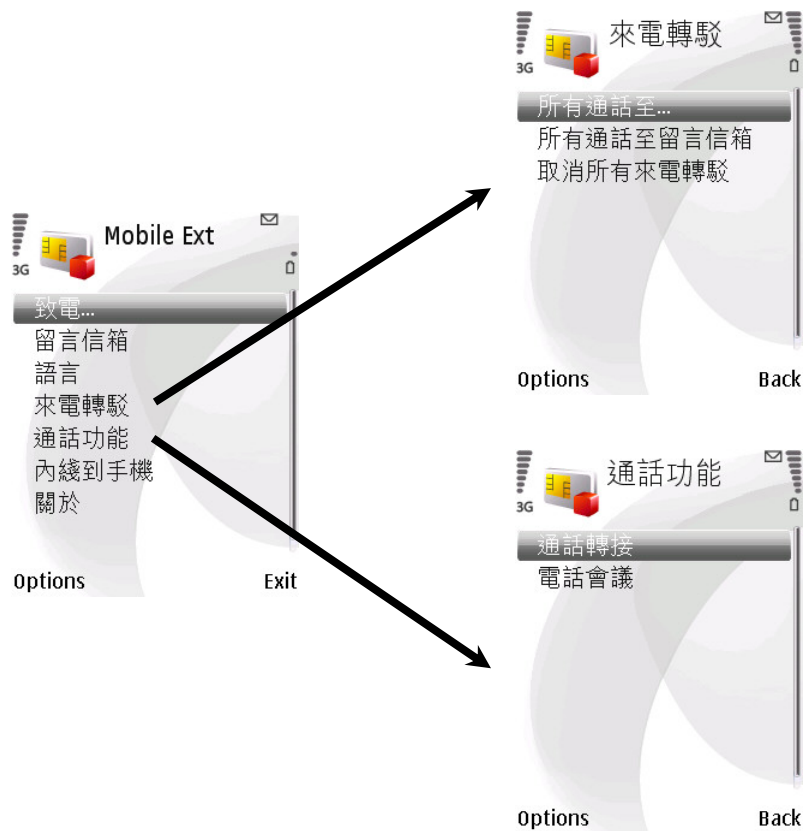 Mobile Ext
3G
致電...
留言信箱
語言
來電轉駁
通話功能
內綫到手機
關於
Options Exit
來電轉駁
3G
所有通話至...
所有通話至留言信箱
取消所有來電轉駁
Options Back
通話功能
3G
通話轉接
電話會議
Options Back